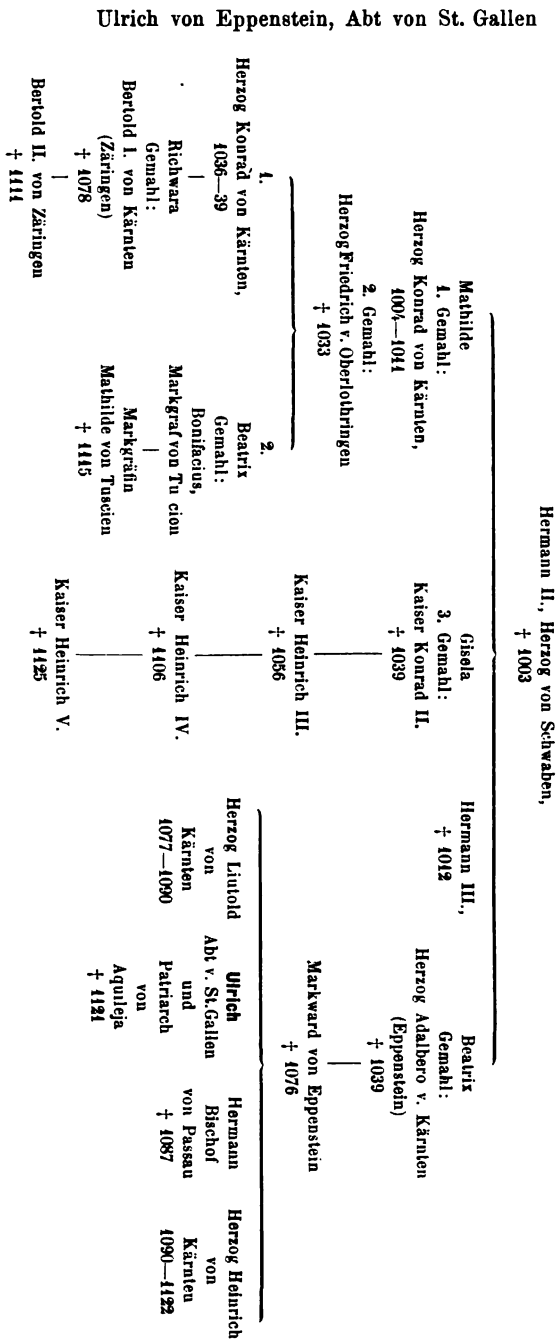 Ulrich von Eppenstein, Abt von St. Gallen
Hermann II., Herzog von Schwaben,
† 1003
Mathilde
1. Gemahl:
Herzog Konrad von Kärnten,
1004—1011
2. Gemahl:
Herzog Friedrich v. Oberlothringen
† 1033
Gisela
3. Gemahl:
Kaiser Konrad II.
† 1039
Hermann III.,
† 1012
Beatrix
Gemahl:
Herzog Adalbero v. Kärnten
(Eppenstein)
† 1039
1.
Herzog Konrad von Kärnten,
1036—39
Richwara
Gemahl:
Bertold I. von Kärnten
(Zäringen)
† 1078
Bertold II. von Zäringen
† 1111
2.
Beatrix
Gemahl:
Bonifacius,
Markgraf von Tu cion
Markgräfin
Mathilde von Tuscien
† 1115
Kaiser Heinrich III.
† 1056
Kaiser Heinrich IV.
† 1106
Kaiser Heinrich V.
† 1125
Markward von Eppenstein
† 1076
Herzog Liutold
von
Kärnten
1077—1090
Ulrich
Abt v. St. Gallen
und
Patriarch
von
Aquileja
† 1121
Hermann
Bischof
von Passau
† 1087
Herzog Heinrich
von
Kärnteu
1090—1122